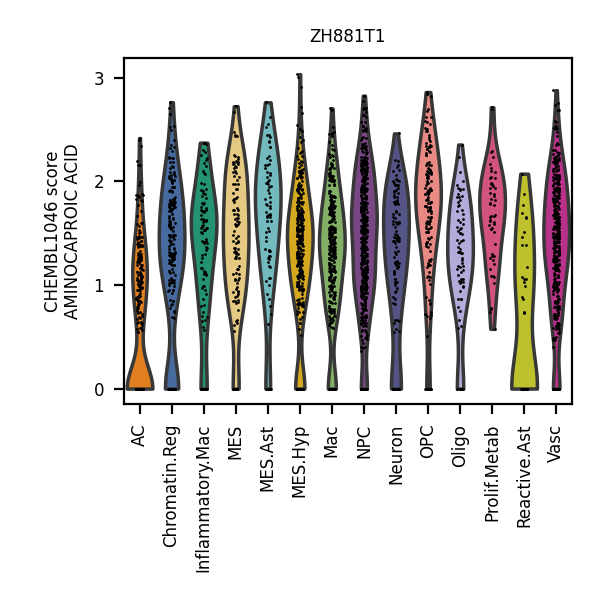 ZH881T1
CHEMBL1046 score
AMINOCAPROIC ACID
3
2
1
0
AC
Chromatin.Reg
Inflammatory.Mac
MES
MES.Ast
MES.Hyp
Mac
NPC
Neuron
OPC
Oligo
Prolif.Metab
Reactive.Ast
Vasc